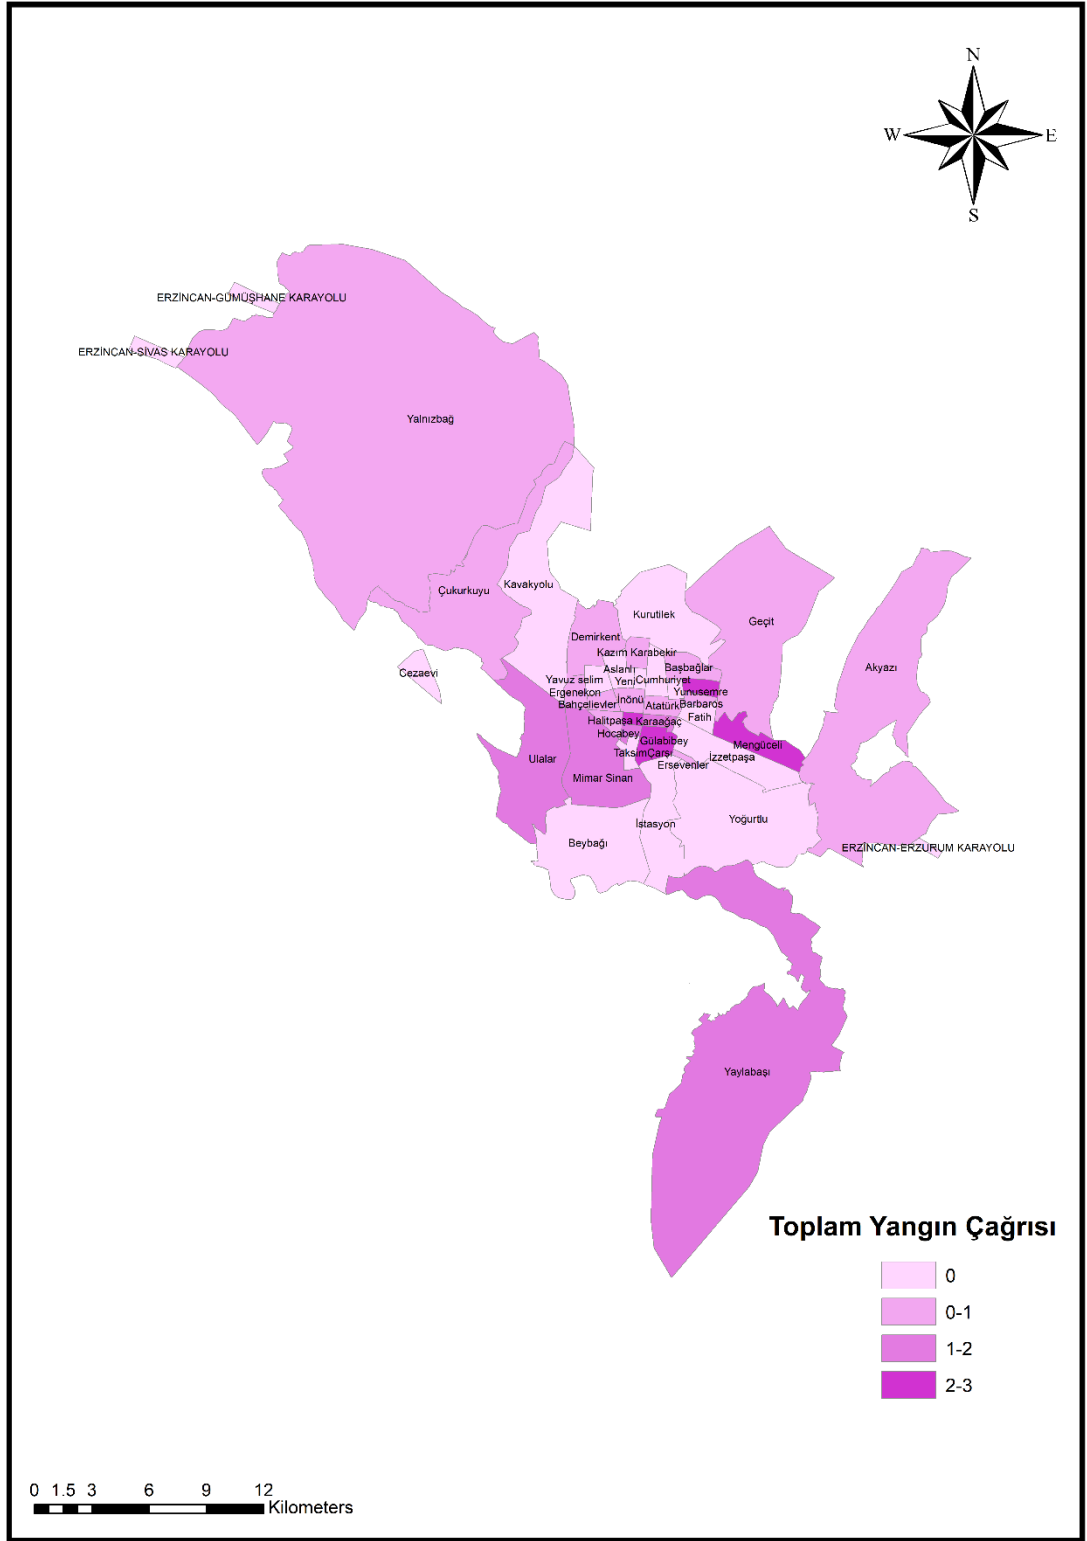 N
W E
S
ERZİNCAN-GÜMÜŞHANE KARAYOLU
ERZİNCAN-SİVAS KARAYOLU
Yalnızbağ
Kavakyolu
Çukurkuyu
Kurutilek
Geçit
Demirkent
Kazım Karabekir
Akyazı
Aslanlı
Başbağlar
Cezaevi
Yavuz selim
Yeni
Cumhuriyet
Ergenekon
Yunusemre
Bahçelievler
İnönü
Atatürk
Barbaros
Halitpaşa
Karaağaç
Fatih
Hocabey
Gülabibey
Mengüceli
Taksim
Çarşı
İzzetpaşa
Ulalar
Ersevenler
Mimar Sinan
İstasyon
Yoğurtlu
Beybağı
ERZİNCAN-ERZURUM KARAYOLU
Yaylabaşı
Toplam Yangın Çağrısı
0
0-1
1-2
2-3
0 1.5 3 6 9 12
Kilometers